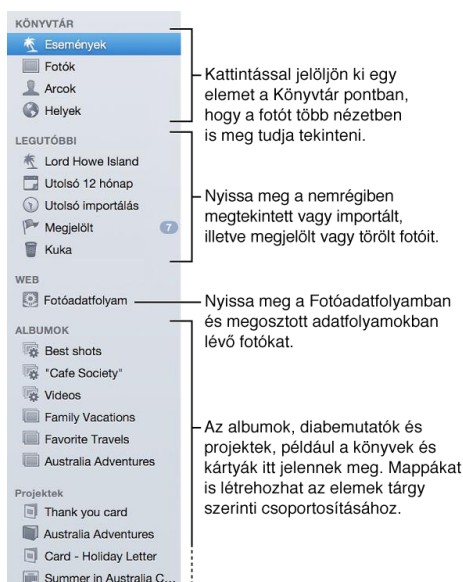 KÖNYVTÁR
Események
Fotók
Arcok
Helyek
Kattintással jelöljön ki egy
elemet a Könyvtár pontban,
hogy a fotót több nézetben
is meg tudja tekinteni.
LEGUTÓBBI
Lord Howe Island
Utolsó 12 hónap
Utolsó importálás
Megjelölt 7
Kuka
Nyissa meg a nemrégiben
megtekintett vagy importált,
illetve megjelölt vagy törölt fotóit.
WEB
Fotóadatfolyam
Nyissa meg a Fotóadatfolyamban
és megosztott adatfolyamokban
lévő fotókat.
ALBUMOK
Best shots
"Cafe Society"
Videos
Family Vacations
Favorite Travels
Australia Adventures
Az albumok, diabemutatók és
projektek, például a könyvek és
kártyák itt jelennek meg. Mappákat
is létrehozhat az elemek tárgy
szerinti csoportosításához.
Projektek
Thank you card
Australia Adventures
Card - Holiday Letter
Summer in Australia C...